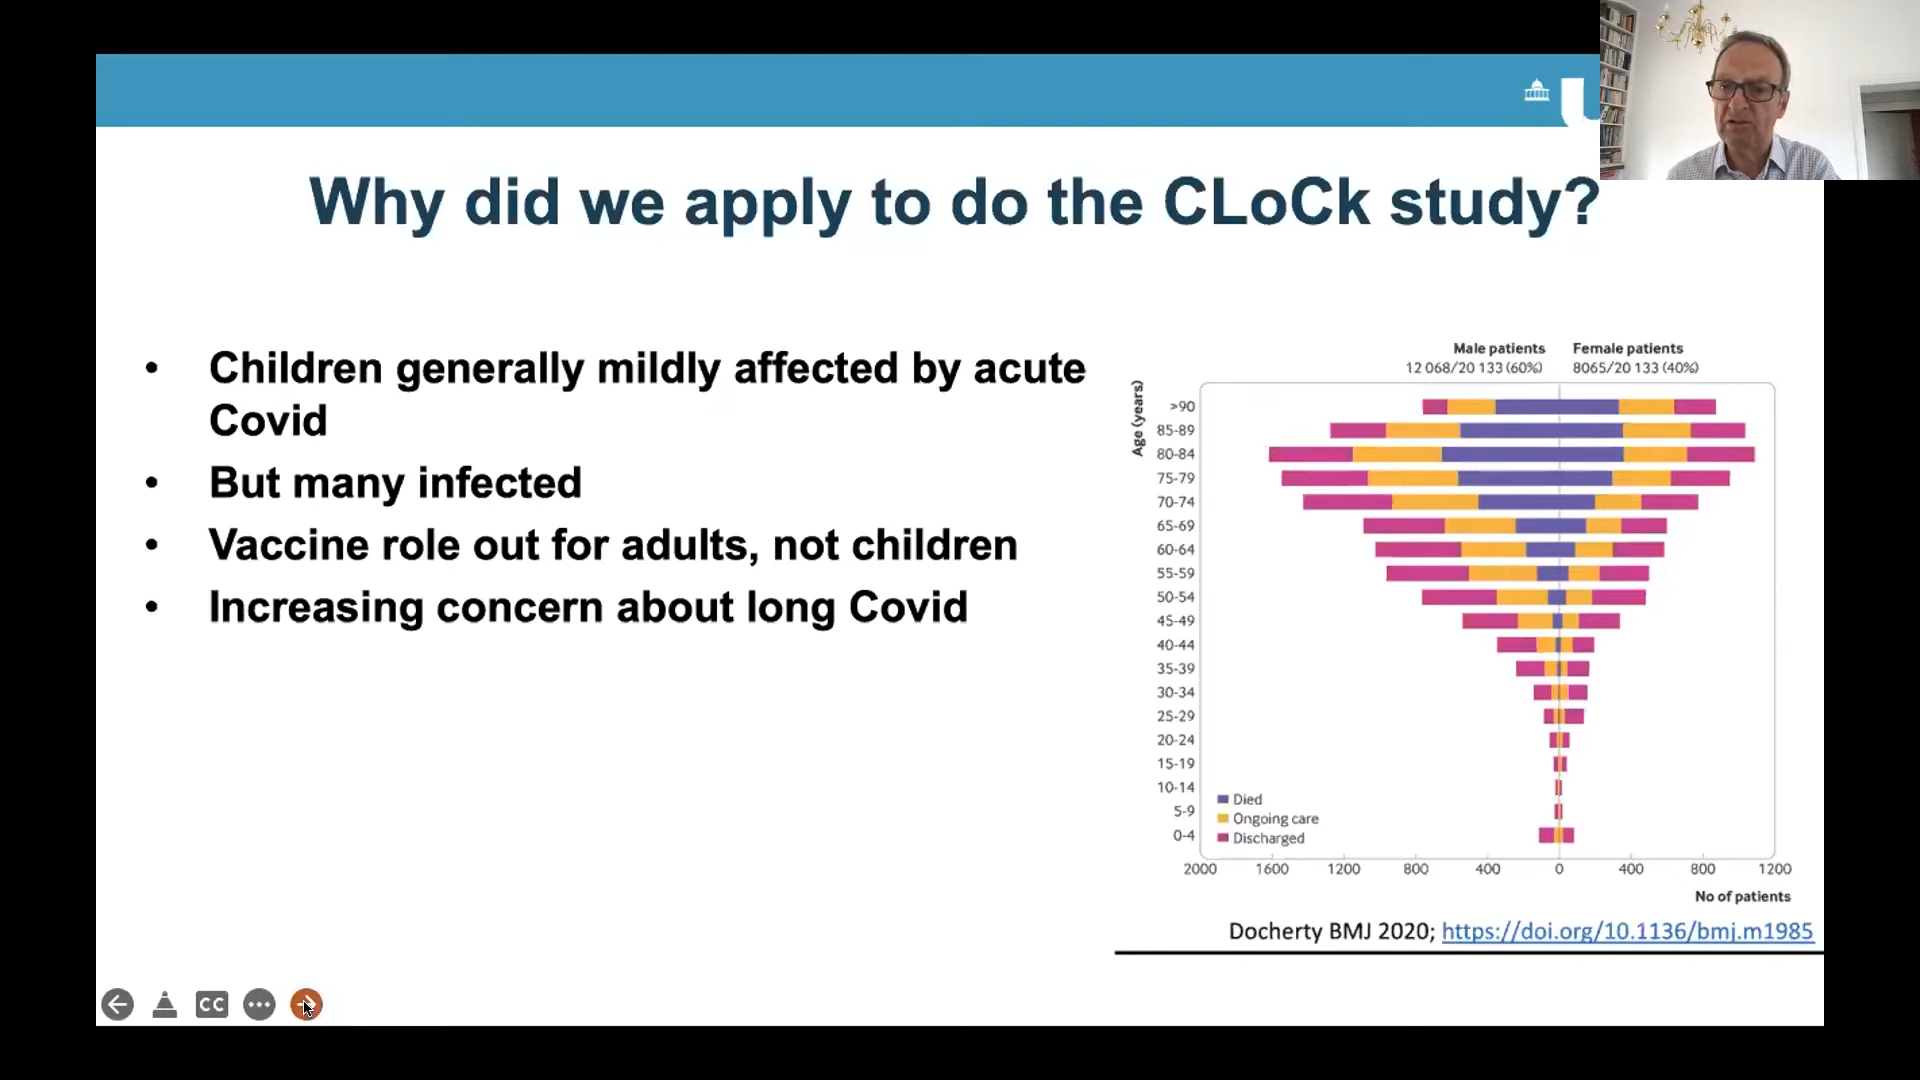 U
Why did we apply to do the CLoCk study?
• Children generally mildly affected by acute
Covid
• But many infected
• Vaccine role out for adults, not children
• Increasing concern about long Covid
Male patients
12 068/20 133 (60%)
Female patients
8065/20 133 (40%)
Age (years)
>90
85-89
80-84
75-79
70-74
65-69
60-64
55-59
50-54
45-49
40-44
35-39
30-34
25-29
20-24
15-19
10-14
5-9
0-4
Died
Ongoing care
Discharged
2000 1600 1200 800 400 0 400 800 1200
No of patients
Docherty BMJ 2020; https://doi.org/10.1136/bmj.m1985
CC